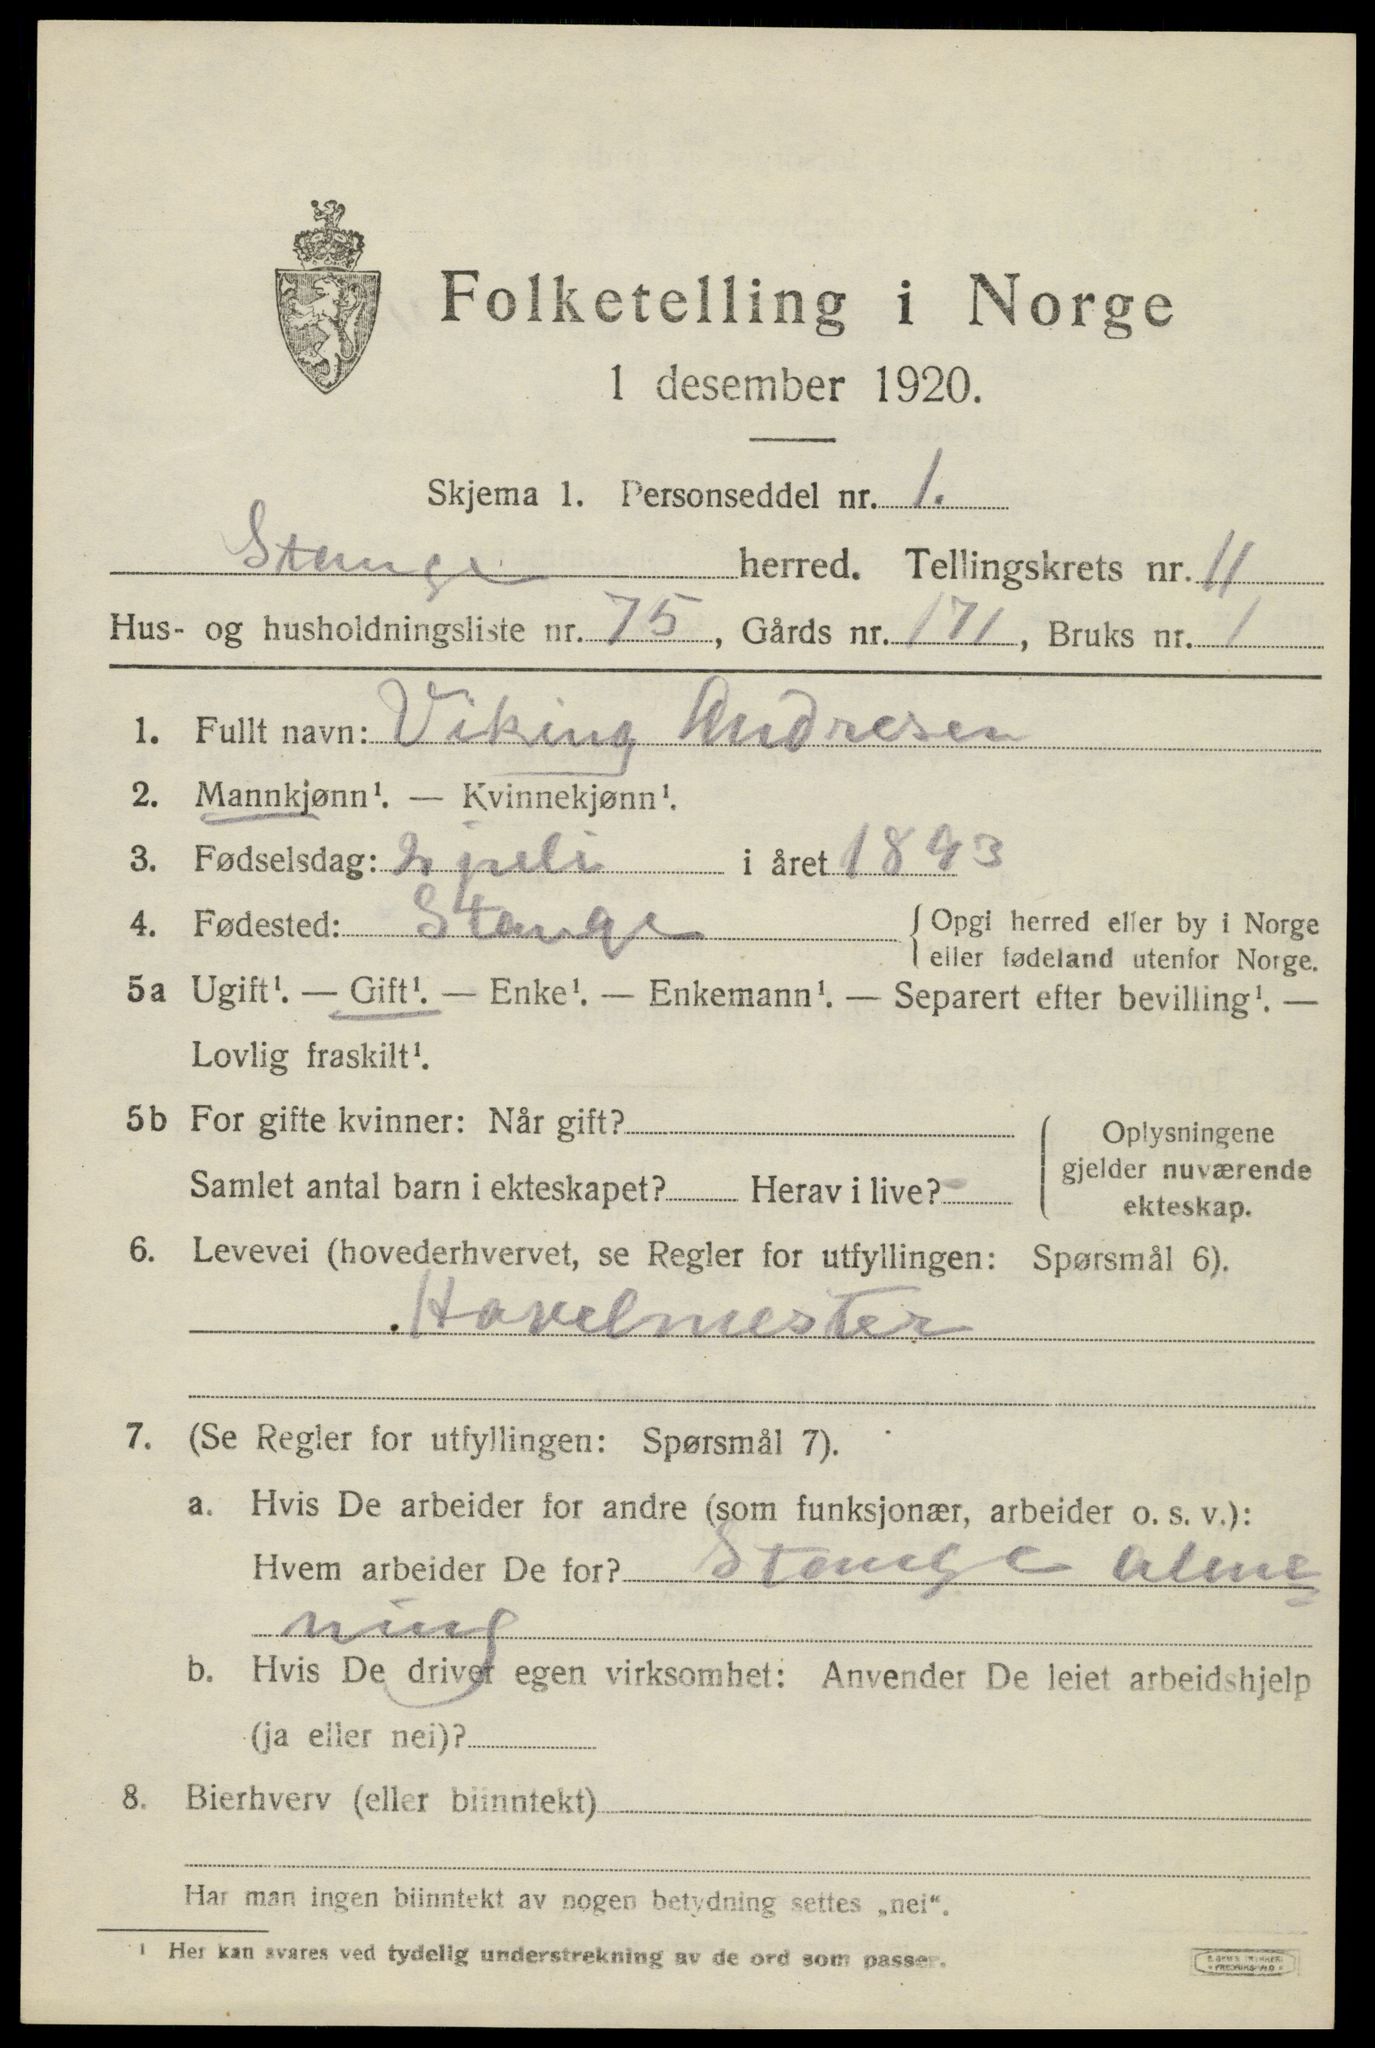 Folketelling i Norge
1 desember 1920.
Skjema 1. Personseddel nr. 1.
Stange herred. Tellingskrets nr. 11
Hus- og husholdningsliste nr. 75, Gårds nr. 171, Bruks nr. 1
1. Fullt navn: Viking Andresen
2. Mannkjønn¹. — Kvinnekjønn¹.
3. Fødselsdag: 2 juli i året 1893
4. Fødested: Stange { Opgi herred eller by i Norge
eller fødeland utenfor Norge.
5a Ugift¹. — Gift¹. — Enke¹. — Enkemann¹. — Separert efter bevilling¹. —
Lovlig fraskilt¹.
5b For gifte kvinner: Når gift? Oplysningene
gjelder nuværende
Samlet antal barn i ekteskapet? Herav i live? ekteskap.
6. Levevei (hovederhvervet, se Regler for utfyllingen: Spørsmål 6).
Høvelmester
7. (Se Regler for utfyllingen: Spørsmål 7).
a. Hvis De arbeider for andre (som funksjonær, arbeider o. s. v.):
Hvem arbeider De for? Stange Alme=
ning
b. Hvis De driver egen virksomhet: Anvender De leiet arbeidshjelp
(ja eller nei)?
8. Bierhverv (eller biinntekt)
Har man ingen biinntekt av nogen betydning settes „nei“.
¹ Her kan svares ved tydelig understrekning av de ord som passer.